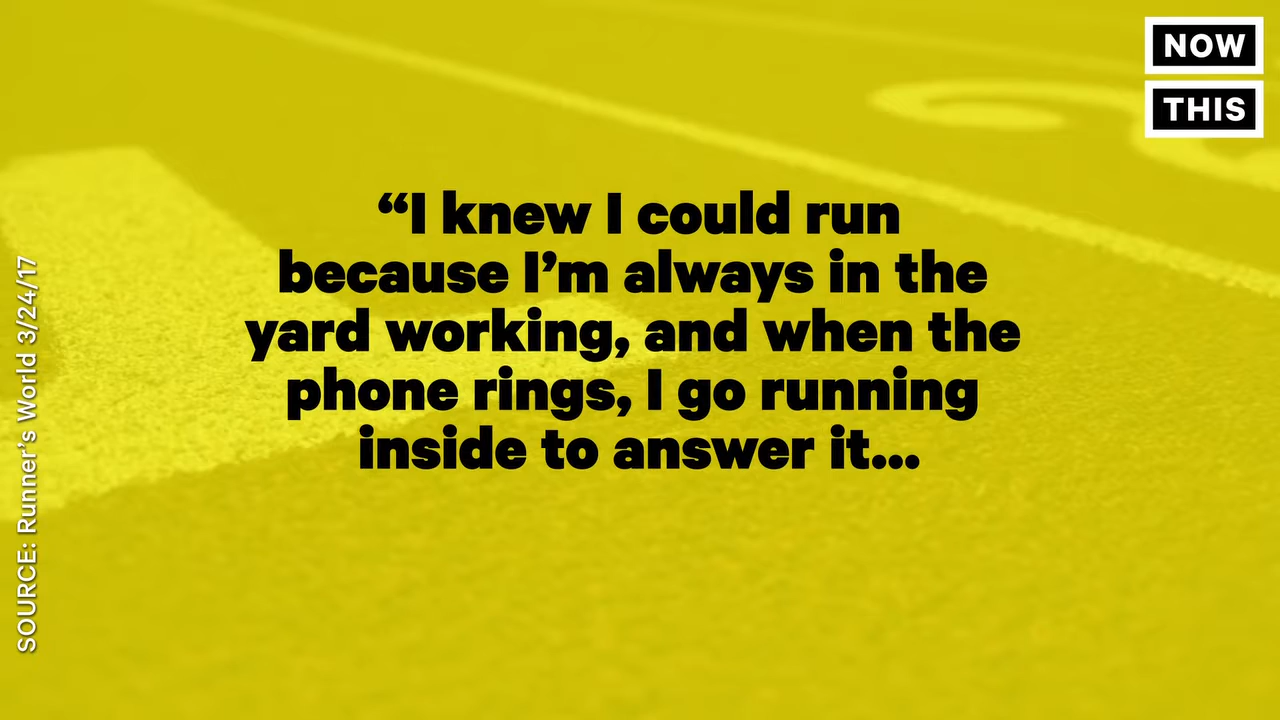 NOW
THIS
“I knew I could run
because I’m always in the
yard working, and when the
phone rings, I go running
inside to answer it...
SOURCE: Runner’s World 3/24/17